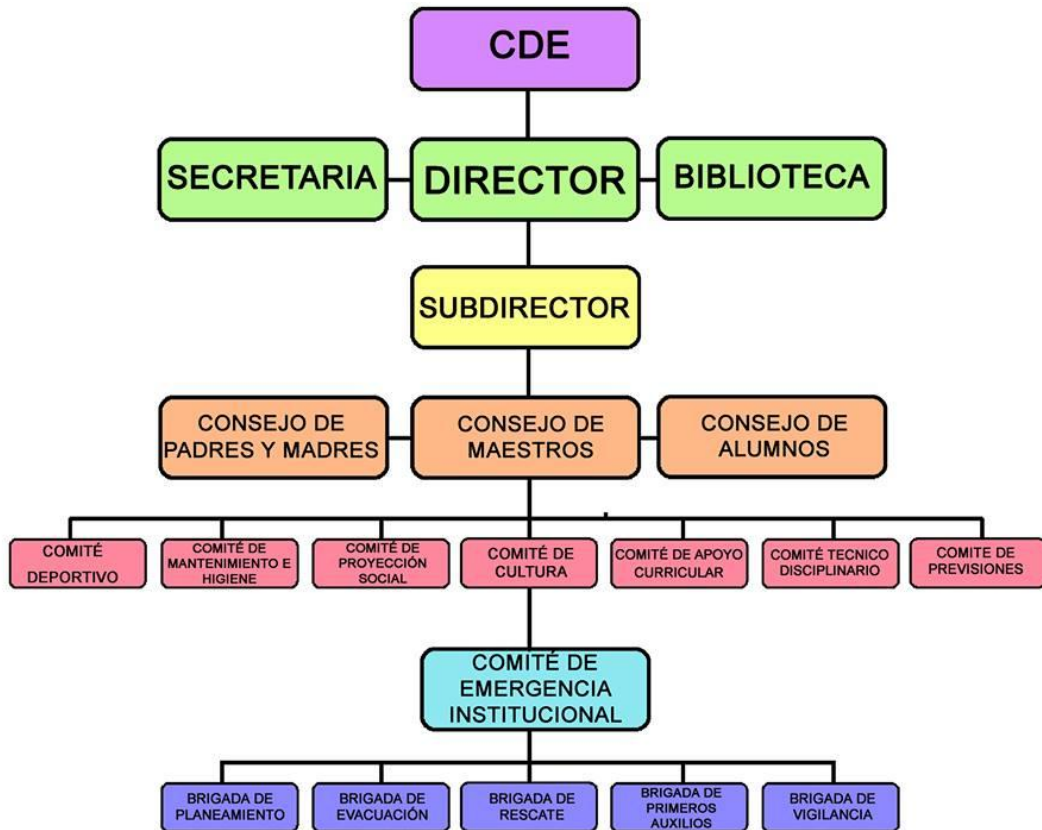 CDE
SECRETARIA
DIRECTOR
BIBLIOTECA
SUBDIRECTOR
CONSEJO DE
PADRES Y MADRES
CONSEJO DE
MAESTROS
CONSEJO DE
ALUMNOS
COMITÉ
DEPORTIVO
COMITÉ DE
MANTENIMIENTO E
HIGIENE
COMITÉ DE
PROYECCIÓN
SOCIAL
COMITÉ DE
CULTURA
COMITÉ DE APOYO
CURRICULAR
COMITÉ TECNICO
DISCIPLINARIO
COMITE DE
PREVISIONES
COMITÉ DE
EMERGENCIA
INSTITUCIONAL
BRIGADA DE
PLANEAMIENTO
BRIGADA DE
EVACUACIÓN
BRIGADA DE
RESCATE
BRIGADA DE
PRIMEROS
AUXILIOS
BRIGADA DE
VIGILANCIA